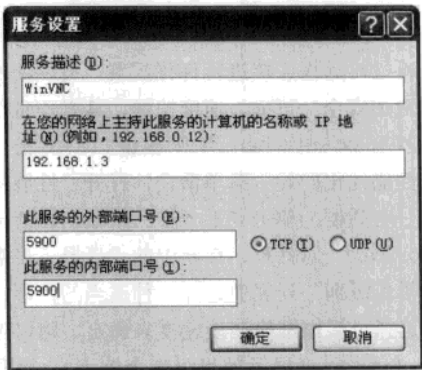 服务设置
服务描述(D):
WinVNC
在您的网络上主持此服务的计算机的名称或 IP 地
址(N)(例如，192.168.0.12):
192.168.1.3
此服务的外部端口号(E):
5900
TCP(T) UDP(U)
此服务的内部端口号(I):
5900
确定 取消